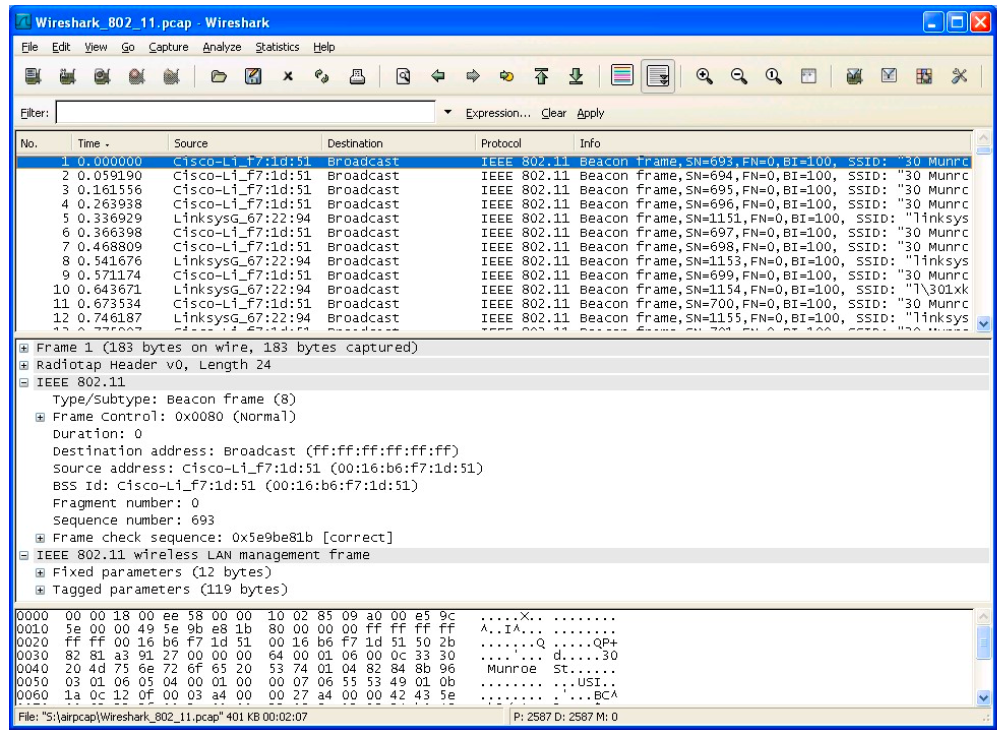 Wireshark_802_11.pcap - Wireshark
File Edit View Go Capture Analyze Statistics Help
Filter: Expression... Clear Apply
No. Time Source Destination Protocol Info
1 0.000000 Cisco-Li_f7:1d:51 Broadcast IEEE 802.11 Beacon frame,SN=693,FN=0,BI=100, SSID: "30 Munrc
2 0.059190 Cisco-Li_f7:1d:51 Broadcast IEEE 802.11 Beacon frame,SN=694,FN=0,BI=100, SSID: "30 Munrc
3 0.161556 Cisco-Li_f7:1d:51 Broadcast IEEE 802.11 Beacon frame,SN=695,FN=0,BI=100, SSID: "30 Munrc
4 0.263938 Cisco-Li_f7:1d:51 Broadcast IEEE 802.11 Beacon frame,SN=696,FN=0,BI=100, SSID: "30 Munrc
5 0.336929 LinksysG_67:22:94 Broadcast IEEE 802.11 Beacon frame,SN=1151,FN=0,BI=100, SSID: "linksys
6 0.366398 Cisco-Li_f7:1d:51 Broadcast IEEE 802.11 Beacon frame,SN=697,FN=0,BI=100, SSID: "30 Munrc
7 0.468809 Cisco-Li_f7:1d:51 Broadcast IEEE 802.11 Beacon frame,SN=698,FN=0,BI=100, SSID: "30 Munrc
8 0.541676 LinksysG_67:22:94 Broadcast IEEE 802.11 Beacon frame,SN=1153,FN=0,BI=100, SSID: "linksys
9 0.571174 Cisco-Li_f7:1d:51 Broadcast IEEE 802.11 Beacon frame,SN=699,FN=0,BI=100, SSID: "30 Munrc
10 0.643671 LinksysG_67:22:94 Broadcast IEEE 802.11 Beacon frame,SN=1154,FN=0,BI=100, SSID: "l\301xk
11 0.673534 Cisco-Li_f7:1d:51 Broadcast IEEE 802.11 Beacon frame,SN=700,FN=0,BI=100, SSID: "30 Munrc
12 0.746187 LinksysG_67:22:94 Broadcast IEEE 802.11 Beacon frame,SN=1155,FN=0,BI=100, SSID: "linksys
Frame 1 (183 bytes on wire, 183 bytes captured)
Radiotap Header v0, Length 24
IEEE 802.11
Type/Subtype: Beacon frame (8)
Frame Control: 0x0080 (Normal)
Duration: 0
Destination address: Broadcast (ff:ff:ff:ff:ff:ff)
Source address: Cisco-Li_f7:1d:51 (00:16:b6:f7:1d:51)
BSS Id: Cisco-Li_f7:1d:51 (00:16:b6:f7:1d:51)
Fragment number: 0
Sequence number: 693
Frame check sequence: 0x5e9be81b [correct]
IEEE 802.11 wireless LAN management frame
Fixed parameters (12 bytes)
Tagged parameters (119 bytes)
0000 00 00 18 00 ee 58 00 00 10 02 85 09 a0 00 e5 9c .....X.. ........
0010 5e 00 00 49 5e 9b e8 1b 80 00 00 00 ff ff ff ff ^..I^... ........
0020 ff ff 00 16 b6 f7 1d 51 00 16 b6 f7 1d 51 50 2b .......Q .....QP+
0030 82 81 a3 91 27 00 00 00 64 00 01 06 00 0c 33 30 ....'... d.....30
0040 20 4d 75 6e 72 6f 65 20 53 74 01 04 82 84 8b 96 Munroe St......
0050 03 01 06 05 04 00 01 00 00 07 06 55 53 49 01 0b ........ ...USI..
0060 1a 0c 12 0f 00 03 a4 00 00 27 a4 00 00 42 43 5e ........ .'...BC^
File: "S:\airpcap\Wireshark_802_11.pcap" 401 KB 00:02:07 P: 2587 D: 2587 M: 0